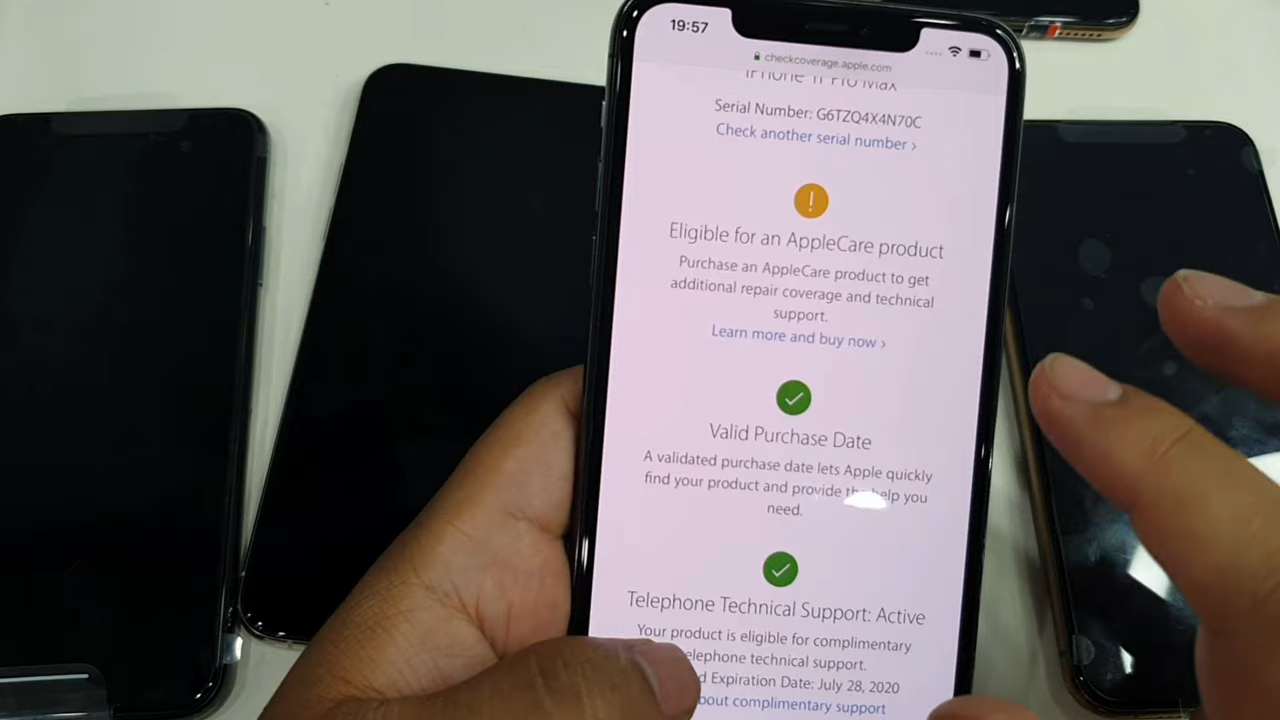 19:57
checkcoverage.apple.com
iPhone 11 Pro Max
Serial Number: G6TZQ4X4N70C
Check another serial number >
!
Eligible for an AppleCare product
Purchase an AppleCare product to get
additional repair coverage and technical
support.
Learn more and buy now >
Valid Purchase Date
A validated purchase date lets Apple quickly
find your product and provide the help you
need.
Telephone Technical Support: Active
Your product is eligible for complimentary
telephone technical support.
d Expiration Date: July 28, 2020
bout complimentary support